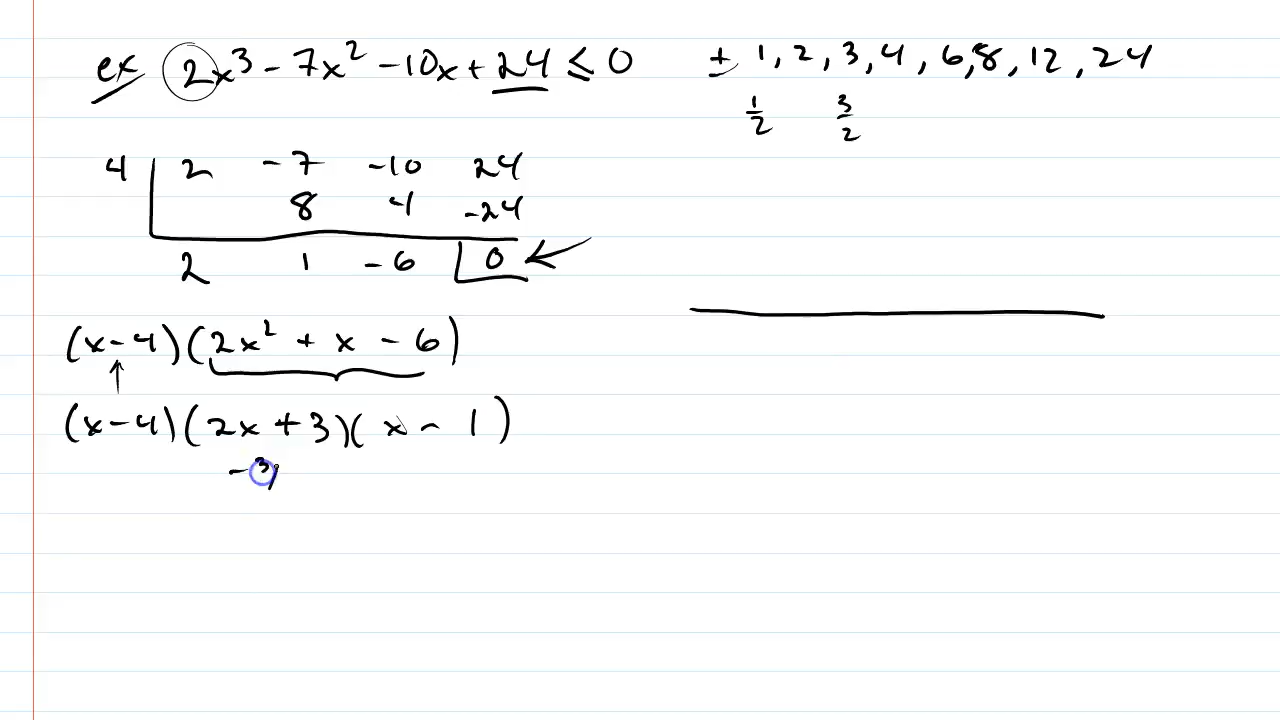 ex 2x³ - 7x² - 10x + 24 ≤ 0
± 1, 2, 3, 4, 6, 8, 12, 24
1/2 3/2
4 | 2 -7 -10 24
8 4 -24
2 1 -6 | 0 ←
(x-4)(2x² + x - 6)
↑
(x-4)(2x + 3)(x - 1)
-3/